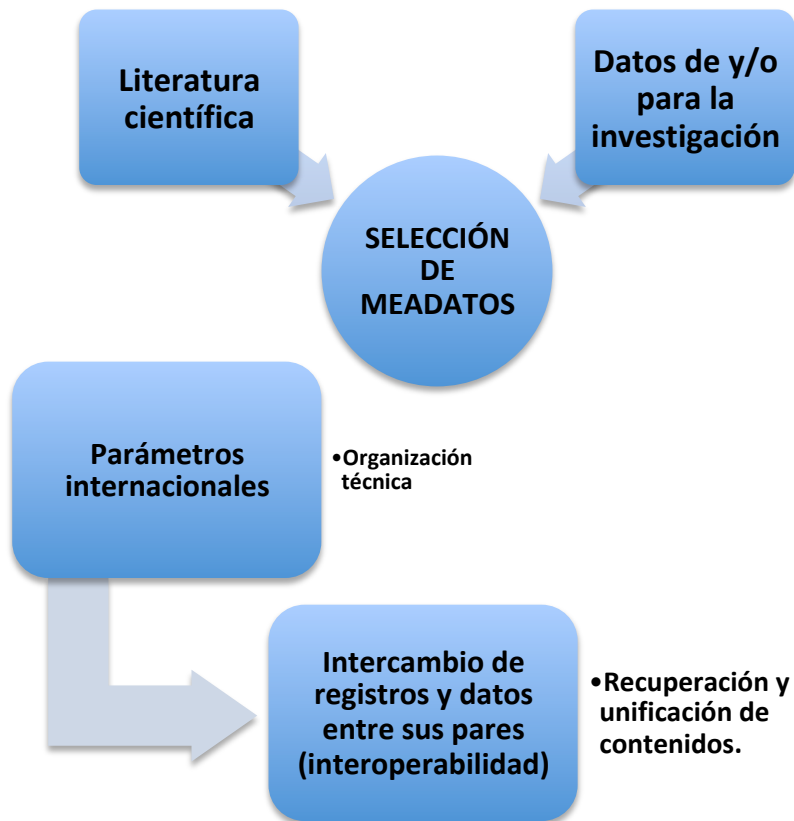 Literatura
científica
Datos de y/o
para la
investigación
SELECCIÓN
DE
MEADATOS
Parámetros
internacionales
•Organización
técnica
Intercambio de
registros y datos
entre sus pares
(interoperabilidad)
•Recuperación y
unificación de
contenidos.